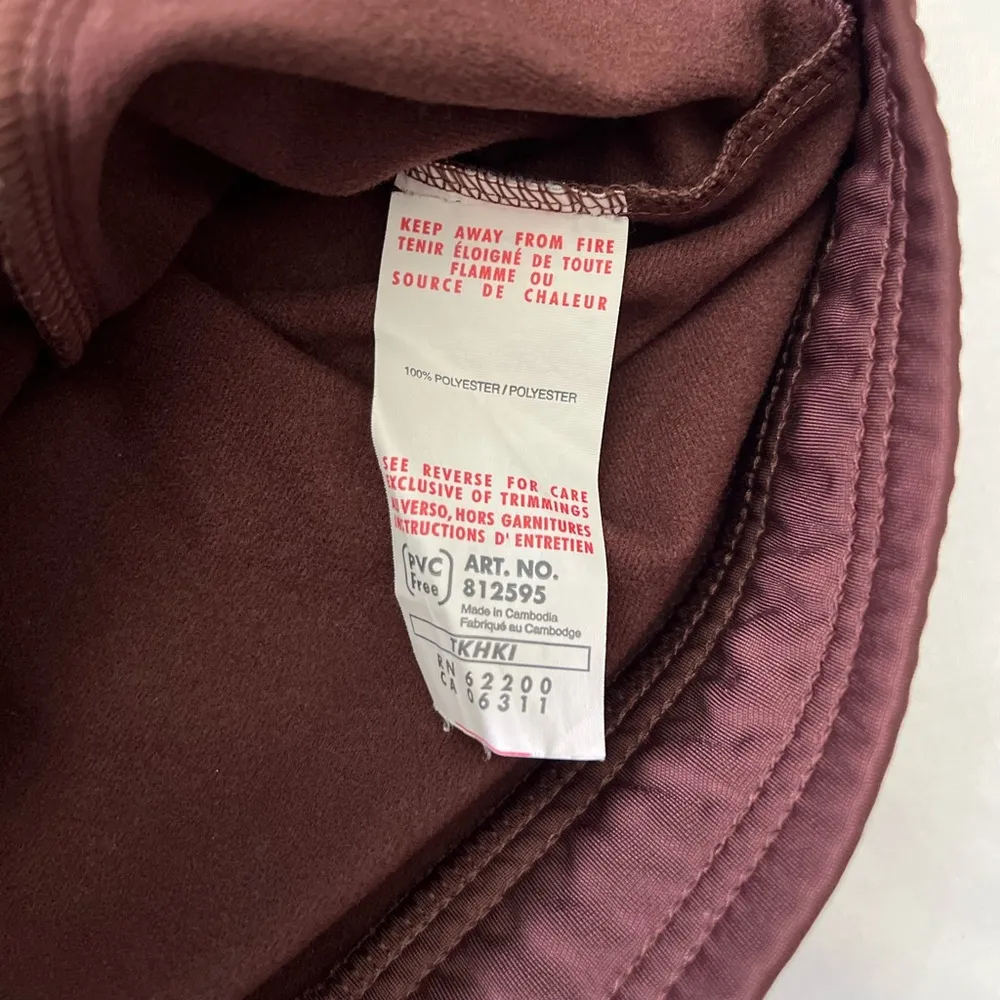 KEEP AWAY FROM FIRE
TENIR ÉLOIGNÉ DE TOUTE
FLAMME OU
SOURCE DE CHALEUR
100% POLYESTER/POLYESTER
SEE REVERSE FOR CARE
EXCLUSIVE OF TRIMMINGS
AU VERSO, HORS GARNITURES
INSTRUCTIONS D'ENTRETIEN
PVC Free
ART. NO.
812595
Made in Cambodia
Fabriqué au Cambodge
TKHKI
RN 62200
CA 06311